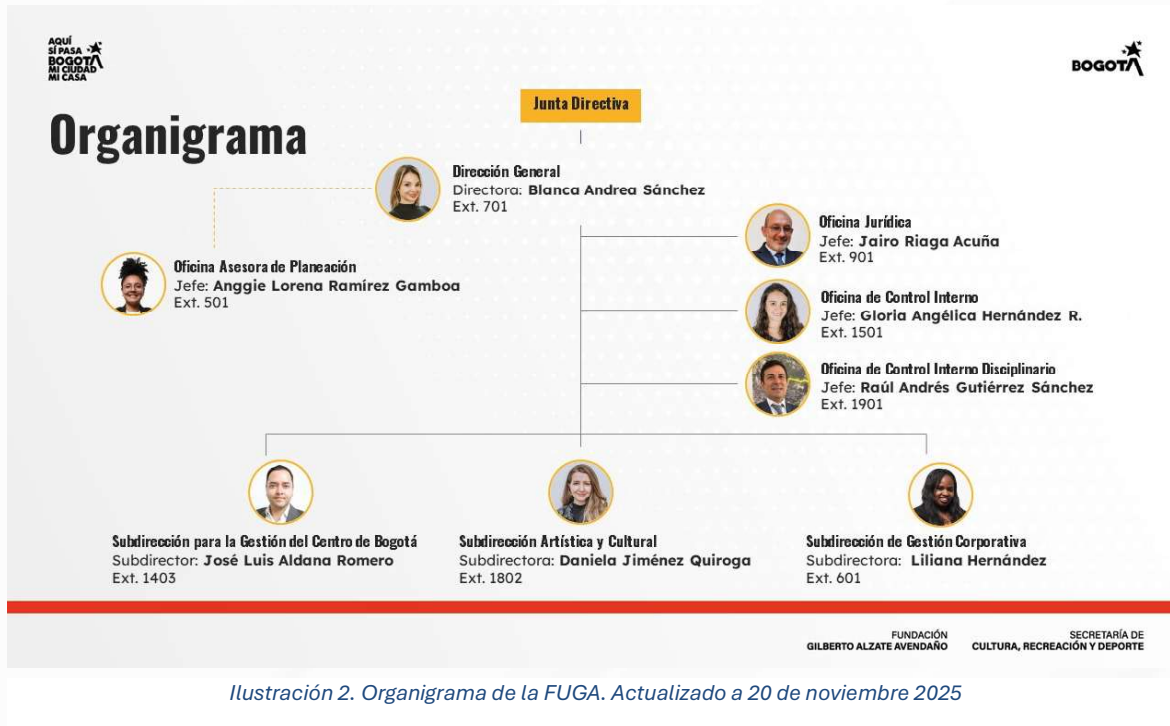 AQUÍ
SÍ PASA
BOGOTÁ
MI CIUDAD
MI CASA
BOGOTÁ
Organigrama
Junta Directiva
Dirección General
Directora: Blanca Andrea Sánchez
Ext. 701
Oficina Asesora de Planeación
Jefe: Anggie Lorena Ramírez Gamboa
Ext. 501
Oficina Jurídica
Jefe: Jairo Riaga Acuña
Ext. 901
Oficina de Control Interno
Jefe: Gloria Angélica Hernández R.
Ext. 1501
Oficina de Control Interno Disciplinario
Jefe: Raúl Andrés Gutiérrez Sánchez
Ext. 1901
Subdirección para la Gestión del Centro de Bogotá
Subdirector: José Luis Aldana Romero
Ext. 1403
Subdirección Artística y Cultural
Subdirectora: Daniela Jiménez Quiroga
Ext. 1802
Subdirección de Gestión Corporativa
Subdirectora: Liliana Hernández
Ext. 601
FUNDACIÓN
GILBERTO ALZATE AVENDAÑO
SECRETARÍA DE
CULTURA, RECREACIÓN Y DEPORTE
Ilustración 2. Organigrama de la FUGA. Actualizado a 20 de noviembre 2025